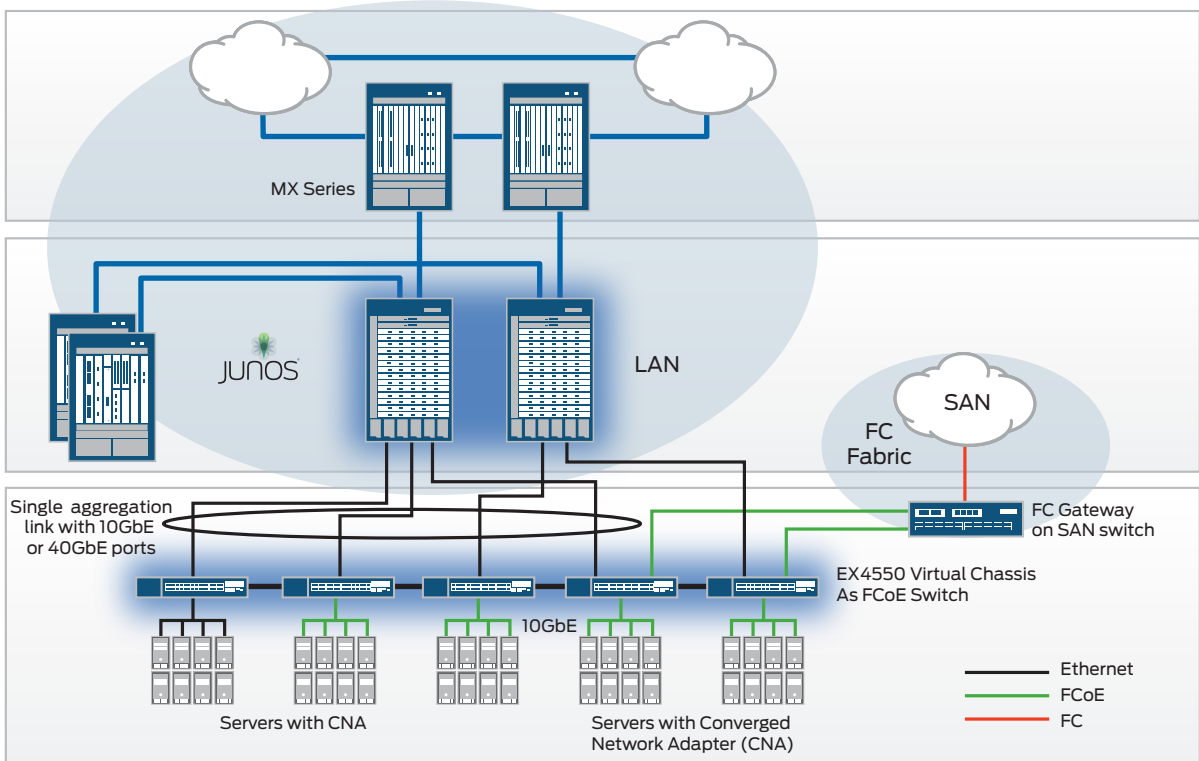 MX Series
JUNOS
LAN
SAN
FC
Fabric
Single aggregation
link with 10GbE
or 40GbE ports
FC Gateway
on SAN switch
EX4550 Virtual Chassis
As FCoE Switch
10GbE
Servers with CNA
Servers with Converged
Network Adapter (CNA)
Ethernet
FCoE
FC